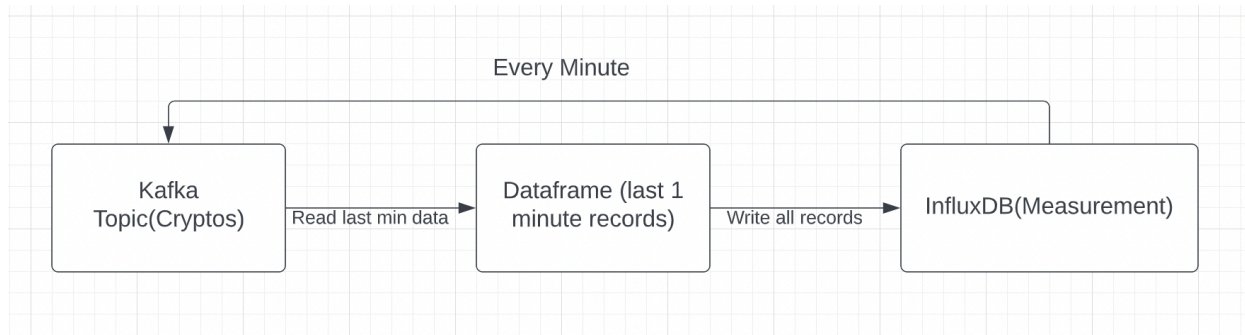 Every Minute
Kafka
Topic(Cryptos)
Read last min data
Dataframe (last 1
minute records)
Write all records
InfluxDB(Measurement)